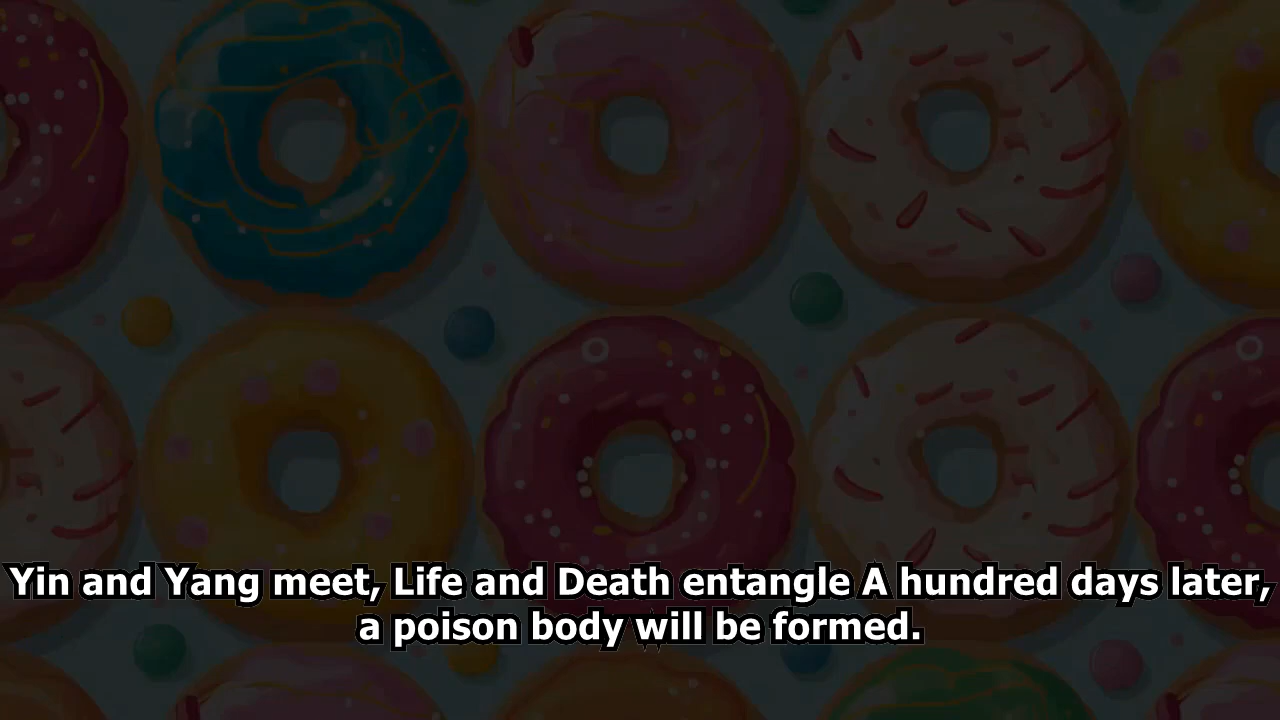 Yin and Yang meet, Life and Death entangle A hundred days later,
a poison body will be formed.